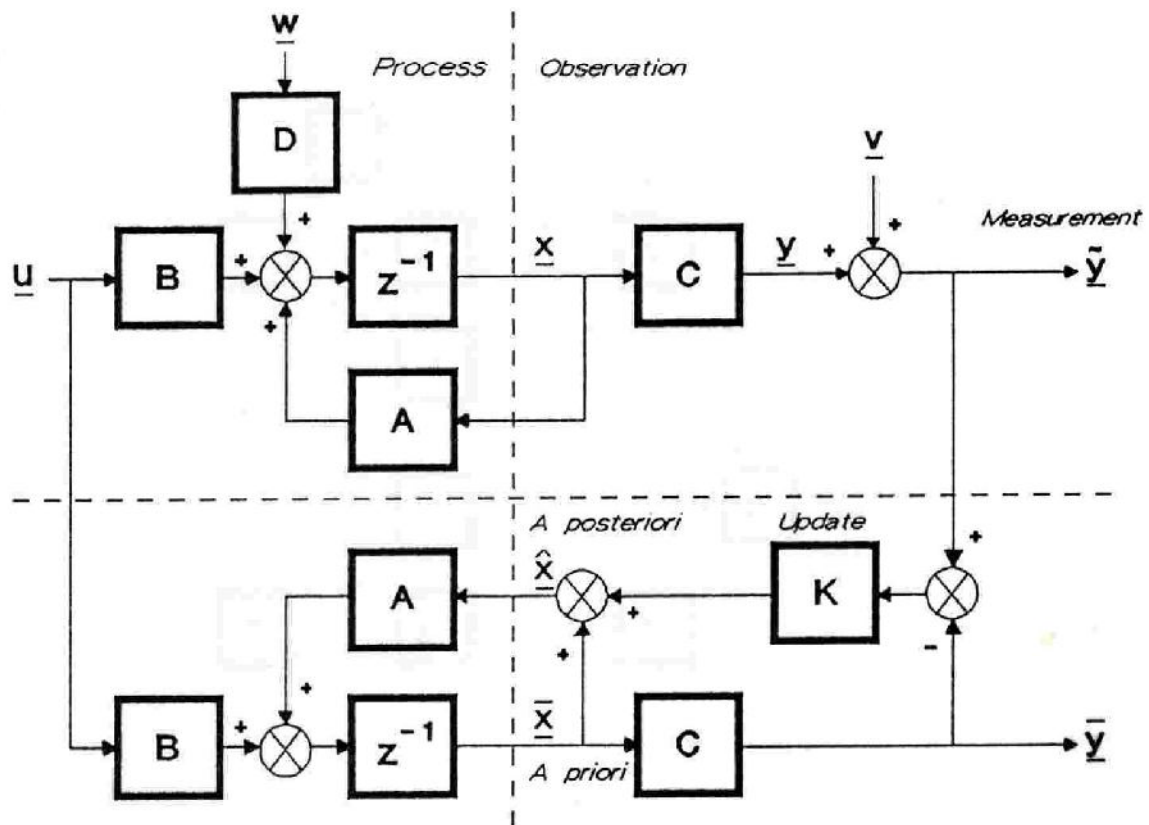 w
Process
Observation
D
v
+
+
Measurement
u
B
+
z⁻¹
x
C
y
+
ỹ
+
A
A posteriori
Update
+
A
x̂
K
+
+
-
+
B
+
z⁻¹
x̄
C
ȳ
A priori